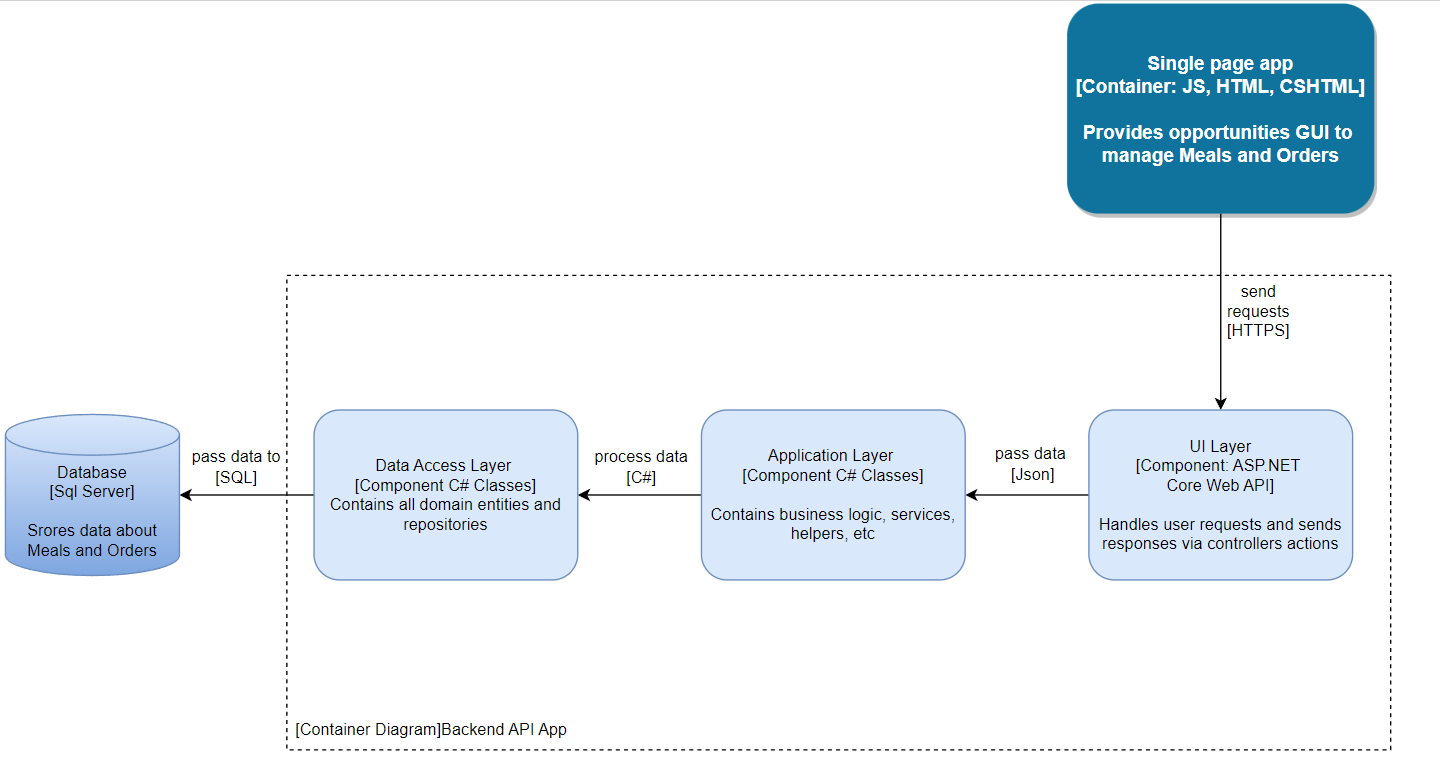 Single page app
[Container: JS, HTML, CSHTML]
Provides opportunities GUI to
manage Meals and Orders
send
requests
[HTTPS]
Database
[Sql Server]
Srores data about
Meals and Orders
pass data to
[SQL]
Data Access Layer
[Component C# Classes]
Contains all domain entities and
repositories
process data
[C#]
Application Layer
[Component C# Classes]
Contains business logic, services,
helpers, etc
pass data
[Json]
UI Layer
[Component: ASP.NET
Core Web API]
Handles user requests and sends
responses via controllers actions
[Container Diagram]Backend API App